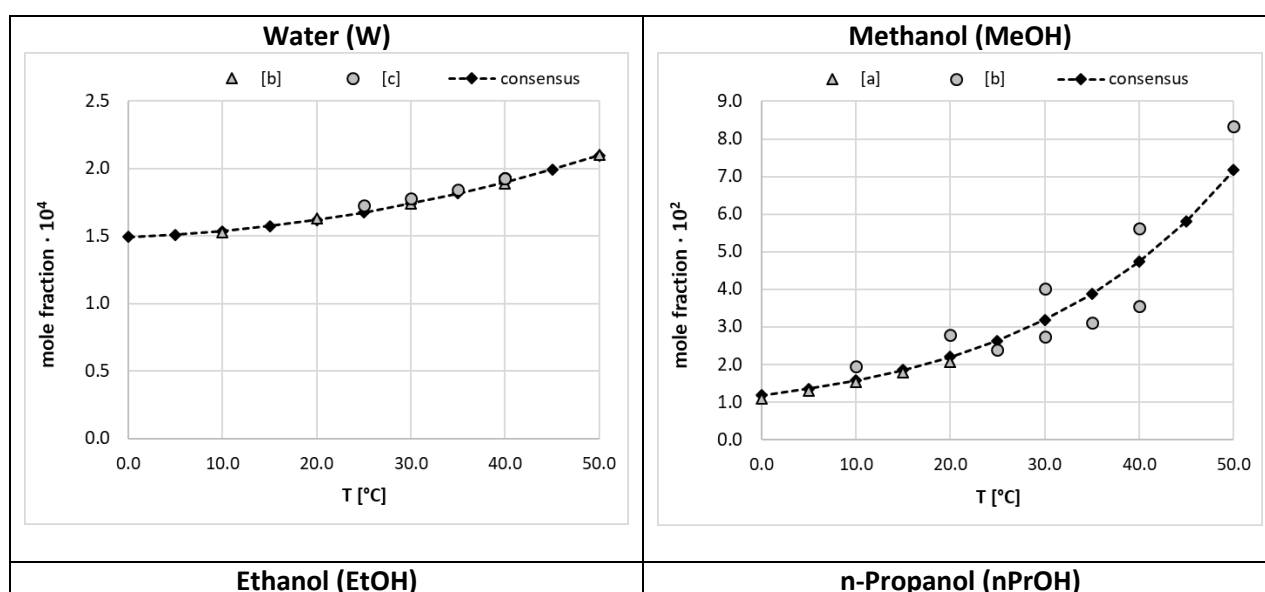 Water (W)
[b] [c] consensus
2.5
2.0
1.5
1.0
0.5
0.0
mole fraction · 10⁴
0.0 10.0 20.0 30.0 40.0 50.0
T [°C]
Methanol (MeOH)
[a] [b] consensus
9.0
8.0
7.0
6.0
5.0
4.0
3.0
2.0
1.0
0.0
mole fraction · 10²
0.0 10.0 20.0 30.0 40.0 50.0
T [°C]
Ethanol (EtOH)
n-Propanol (nPrOH)